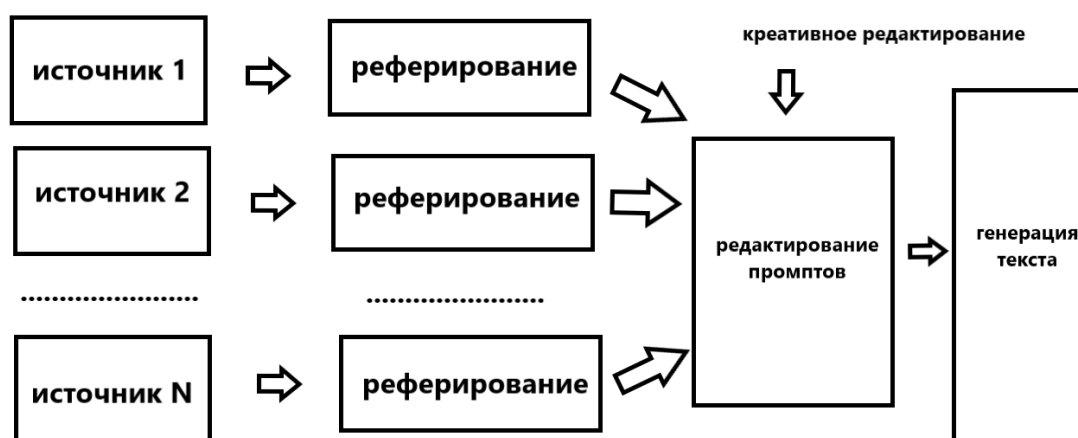 креативное редактирование
источник 1
реферирование
источник 2
реферирование
редактирование
промптов
генерация
текста
........................
........................
источник N
реферирование